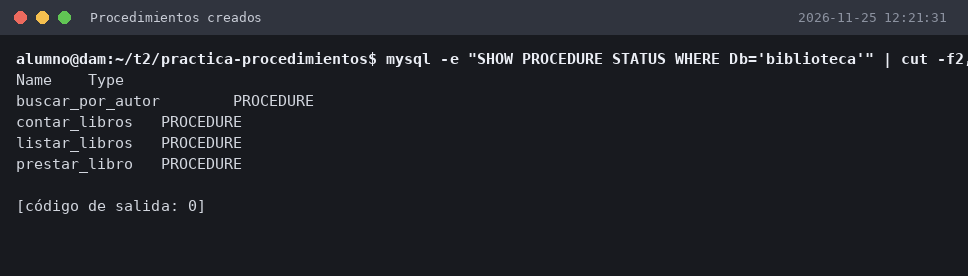 Procedimientos creados 2026-11-25 12:21:31
alumno@dam:~/t2/practica-procedimientos$ mysql -e "SHOW PROCEDURE STATUS WHERE Db='biblioteca'" | cut -f2,
Name    Type
buscar_por_autor        PROCEDURE
contar_libros   PROCEDURE
listar_libros   PROCEDURE
prestar_libro   PROCEDURE
[código de salida: 0]